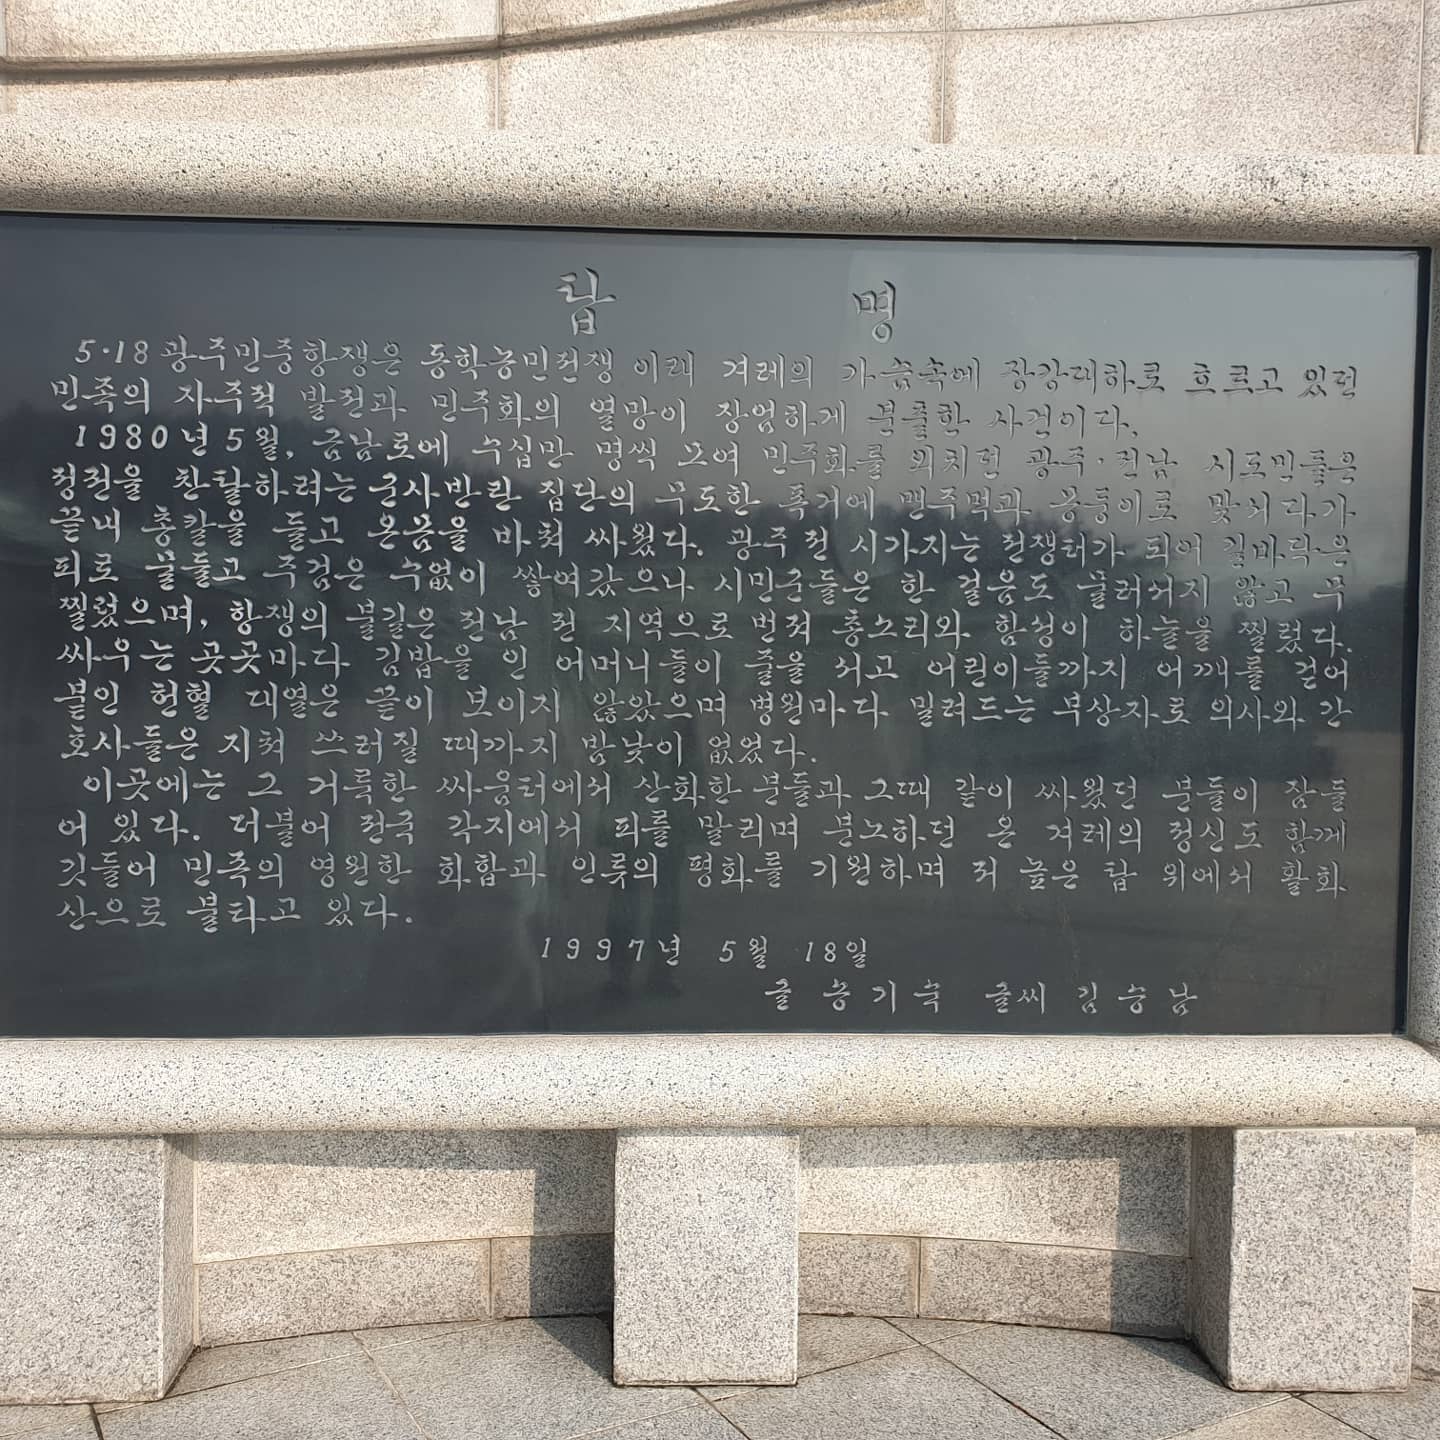 탑 명
5·18 광주민중항쟁은 동학농민전쟁 이래 겨레의 가슴속에 장강대하로 흐르고 있던
민족의 자주적 발전과 민주화의 열망이 장엄하게 분출한 사건이다.
1980년 5월, 금남로에 수십만 명씩 모여 민주화를 외치던 광주·전남 시도민들은
정권을 찬탈하려는 군사반란 집단의 무도한 폭거에 맨주먹과 몽둥이로 맞서다가
끝내 총칼을 들고 온몸을 바쳐 싸웠다. 광주 전 시가지는 전쟁터가 되어 길바닥은
피로 물들고 주검은 수없이 쌓여갔으나 시민군들은 한 걸음도 물러서지 않고 무
찔렀으며, 항쟁의 불길은 전남 전 지역으로 번져 총소리와 함성이 하늘을 찔렀다.
싸우는 곳곳마다 김밥을 인 어머니들이 줄을 서고 어린이들까지 어깨를 걷어
붙인 헌혈 대열은 끝이 보이지 않았으며 병원마다 밀려드는 부상자로 의사와 간
호사들은 지쳐 쓰러질 때까지 밤낮이 없었다.
이곳에는 그 거룩한 싸움터에서 산화한 분들과 그때 같이 싸웠던 분들이 잠들
어 있다. 더불어 전국 각지에서 피를 말리며 분노하던 온 겨레의 정신도 함께
깃들어 민족의 영원한 화합과 인류의 평화를 기원하며 저 높은 탑 위에서 활화
산으로 불타고 있다.
1997년 5월 18일
글 송기숙 글씨 김승남